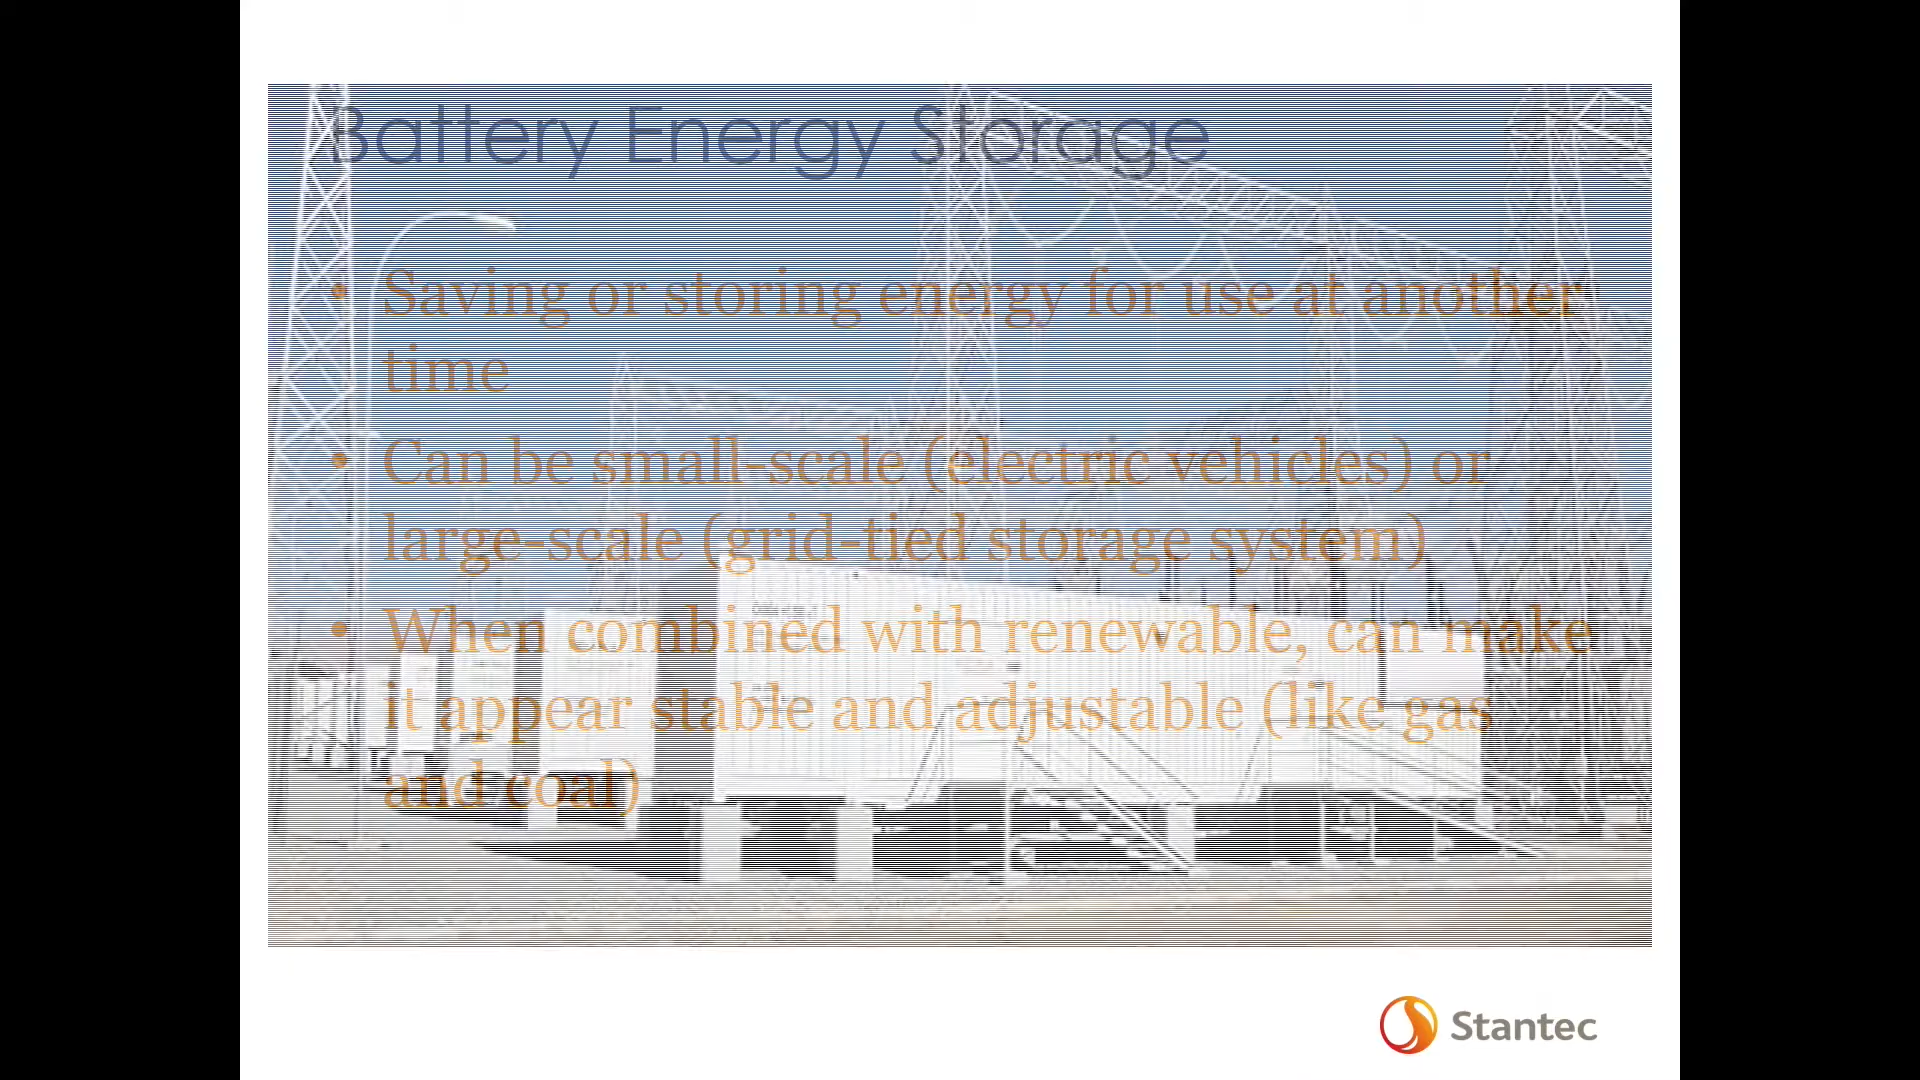 Battery Energy Storage
• Saving or storing energy for use at another
time
• Can be small-scale (electric vehicles) or
large-scale (grid-tied storage system)
• When combined with renewable, can make
it appear stable and adjustable (like gas
and coal)
Stantec